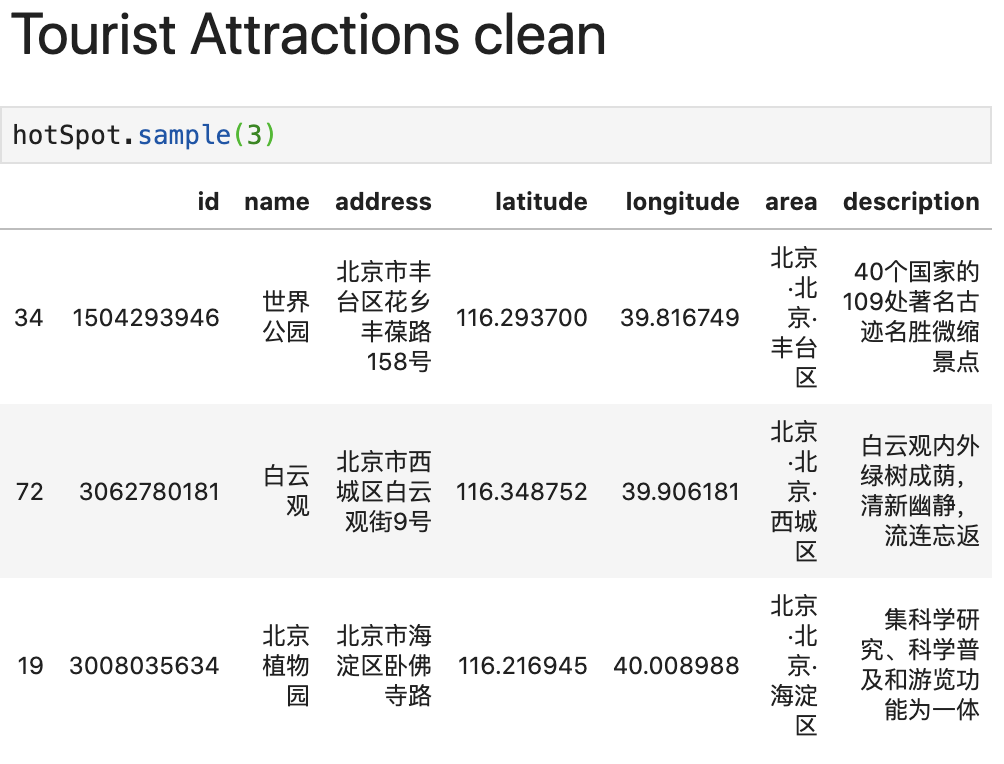 Tourist Attractions clean
hotSpot.sample(3)
id name address latitude longitude area description
34 1504293946 世界公园 北京市丰台区花乡丰葆路158号 116.293700 39.816749 北京·北京·丰台区 40个国家的109处著名古迹名胜微缩景点
72 3062780181 白云观 北京市西城区白云观街9号 116.348752 39.906181 北京·北京·西城区 白云观内外绿树成荫，清新幽静，流连忘返
19 3008035634 北京植物园 北京市海淀区卧佛寺路 116.216945 40.008988 北京·北京·海淀区 集科学研究、科学普及和游览功能为一体